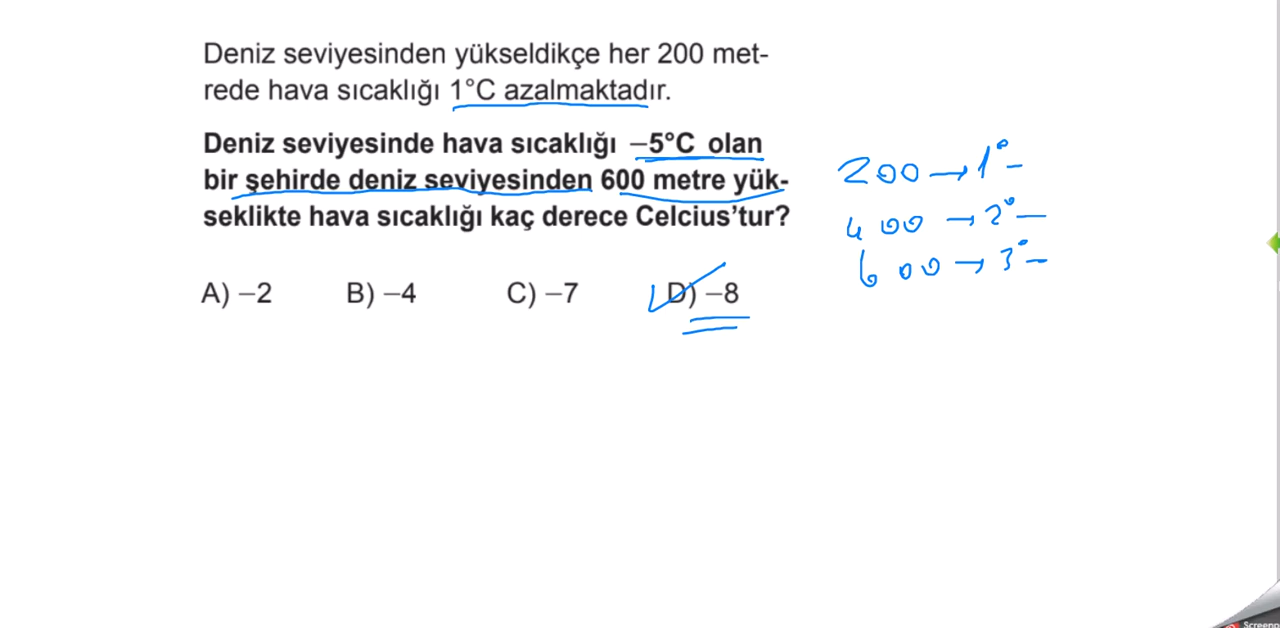 Deniz seviyesinden yükseldikçe her 200 met-
rede hava sıcaklığı 1°C azalmaktadır.
Deniz seviyesinde hava sıcaklığı –5°C olan
bir şehirde deniz seviyesinden 600 metre yük-
seklikte hava sıcaklığı kaç derece Celcius'tur?
A) –2 B) –4 C) –7 D) –8
200→1°–
400→2°–
600→3°–